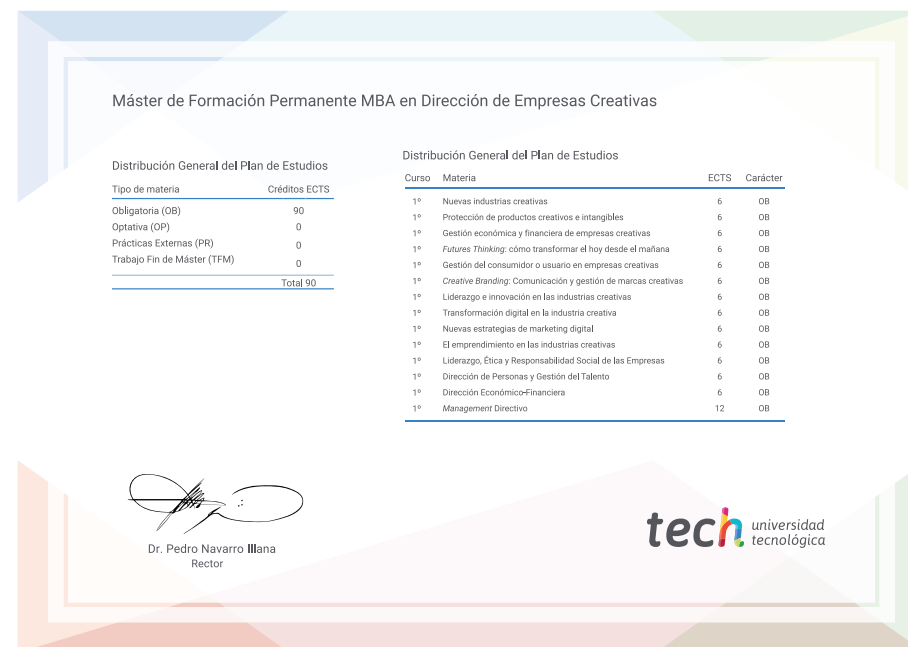 Máster de Formación Permanente MBA en Dirección de Empresas Creativas
Distribución General del Plan de Estudios
Tipo de materia Créditos ECTS
Obligatoria (OB) 90
Optativa (OP) 0
Prácticas Externas (PR) 0
Trabajo Fin de Máster (TFM) 0
Total 90
Distribución General del Plan de Estudios
Curso Materia ECTS Carácter
1º Nuevas industrias creativas 6 OB
1º Protección de productos creativos e intangibles 6 OB
1º Gestión económica y financiera de empresas creativas 6 OB
1º Futures Thinking: cómo transformar el hoy desde el mañana 6 OB
1º Gestión del consumidor o usuario en empresas creativas 6 OB
1º Creative Branding: Comunicación y gestión de marcas creativas 6 OB
1º Liderazgo e innovación en las industrias creativas 6 OB
1º Transformación digital en la industria creativa 6 OB
1º Nuevas estrategias de marketing digital 6 OB
1º El emprendimiento en las industrias creativas 6 OB
1º Liderazgo, Ética y Responsabilidad Social de las Empresas 6 OB
1º Dirección de Personas y Gestión del Talento 6 OB
1º Dirección Económico-Financiera 6 OB
1º Management Directivo 12 OB
Dr. Pedro Navarro Illana
Rector
tech universidad
tecnológica